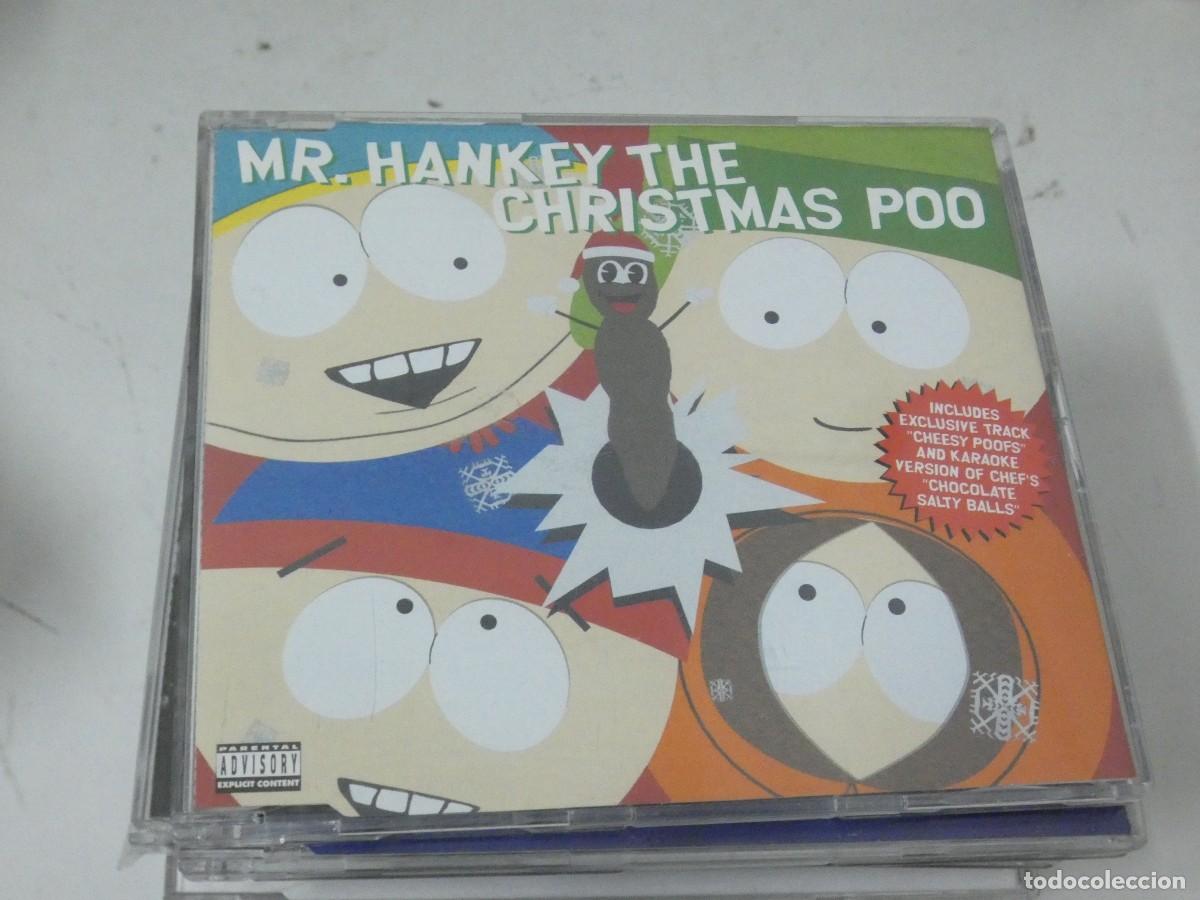 MR. HANKEY THE
CHRISTMAS POO
INCLUDES
EXCLUSIVE TRACK
"CHEESY POOFS"
AND KARAOKE
VERSION OF CHEF'S
"CHOCOLATE
SALTY BALLS"
PARENTAL
ADVISORY
EXPLICIT CONTENT
todocoleccion